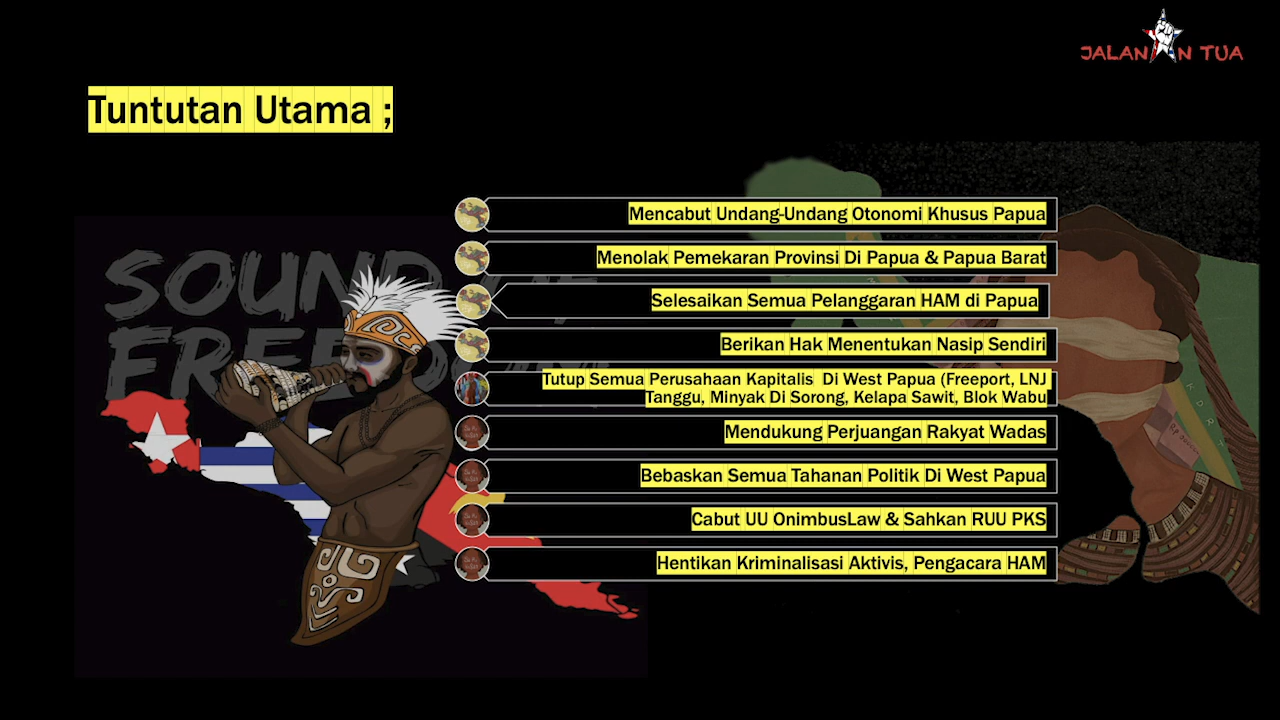 JALAN N TUA
Tuntutan Utama ;
SOUND OF
FREEDOM
Mencabut Undang-Undang Otonomi Khusus Papua
Menolak Pemekaran Provinsi Di Papua & Papua Barat
Selesaikan Semua Pelanggaran HAM di Papua
Berikan Hak Menentukan Nasip Sendiri
Tutup Semua Perusahaan Kapitalis Di West Papua (Freeport, LNJ
Tanggu, Minyak Di Sorong, Kelapa Sawit, Blok Wabu
Mendukung Perjuangan Rakyat Wadas
Bebaskan Semua Tahanan Politik Di West Papua
Cabut UU OnimbusLaw & Sahkan RUU PKS
Hentikan Kriminalisasi Aktivis, Pengacara HAM